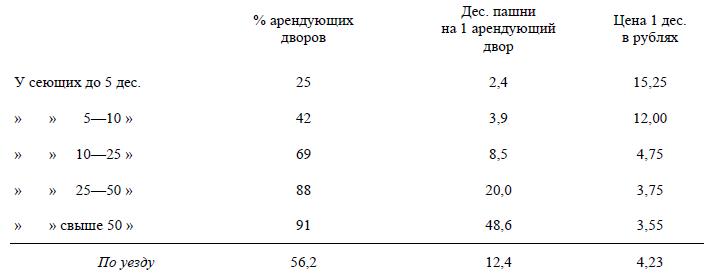 % арендующих дворов Дес. пашни на 1 арендующий двор Цена 1 дес. в рублях
У сеющих до 5 дес. 25 2,4 15,25
» » 5—10 » 42 3,9 12,00
» » 10—25 » 69 8,5 4,75
» » 25—50 » 88 20,0 3,75
» » свыше 50 » 91 48,6 3,55
По уезду 56,2 12,4 4,23